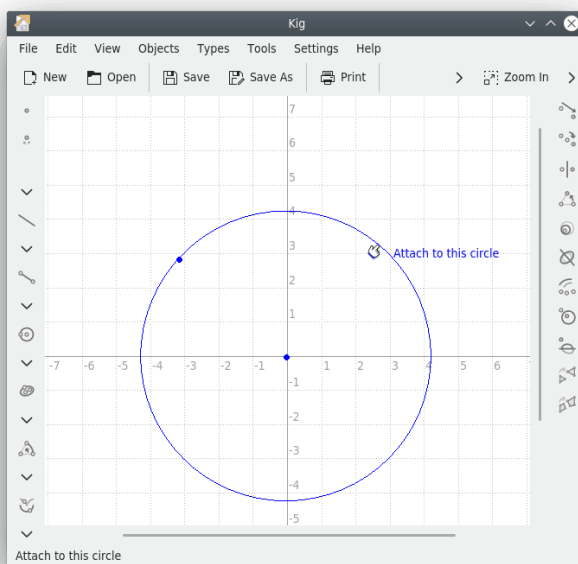 Kig
File Edit View Objects Types Tools Settings Help
New Open Save Save As Print Zoom In
7
6
5
4
3
Attach to this circle
2
1
-7 -6 -5 -4 -3 -2 -1 1 2 3 4 5 6
-1
-2
-3
-4
-5
Attach to this circle